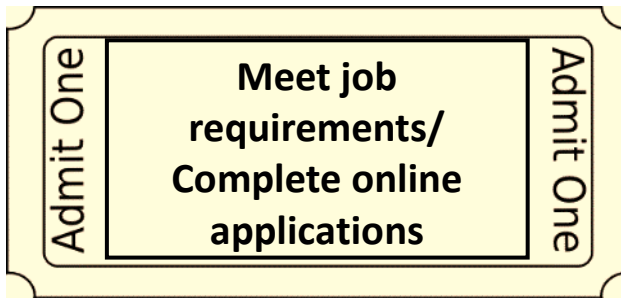 Admit One
Meet job
requirements/
Complete online
applications
Admit One